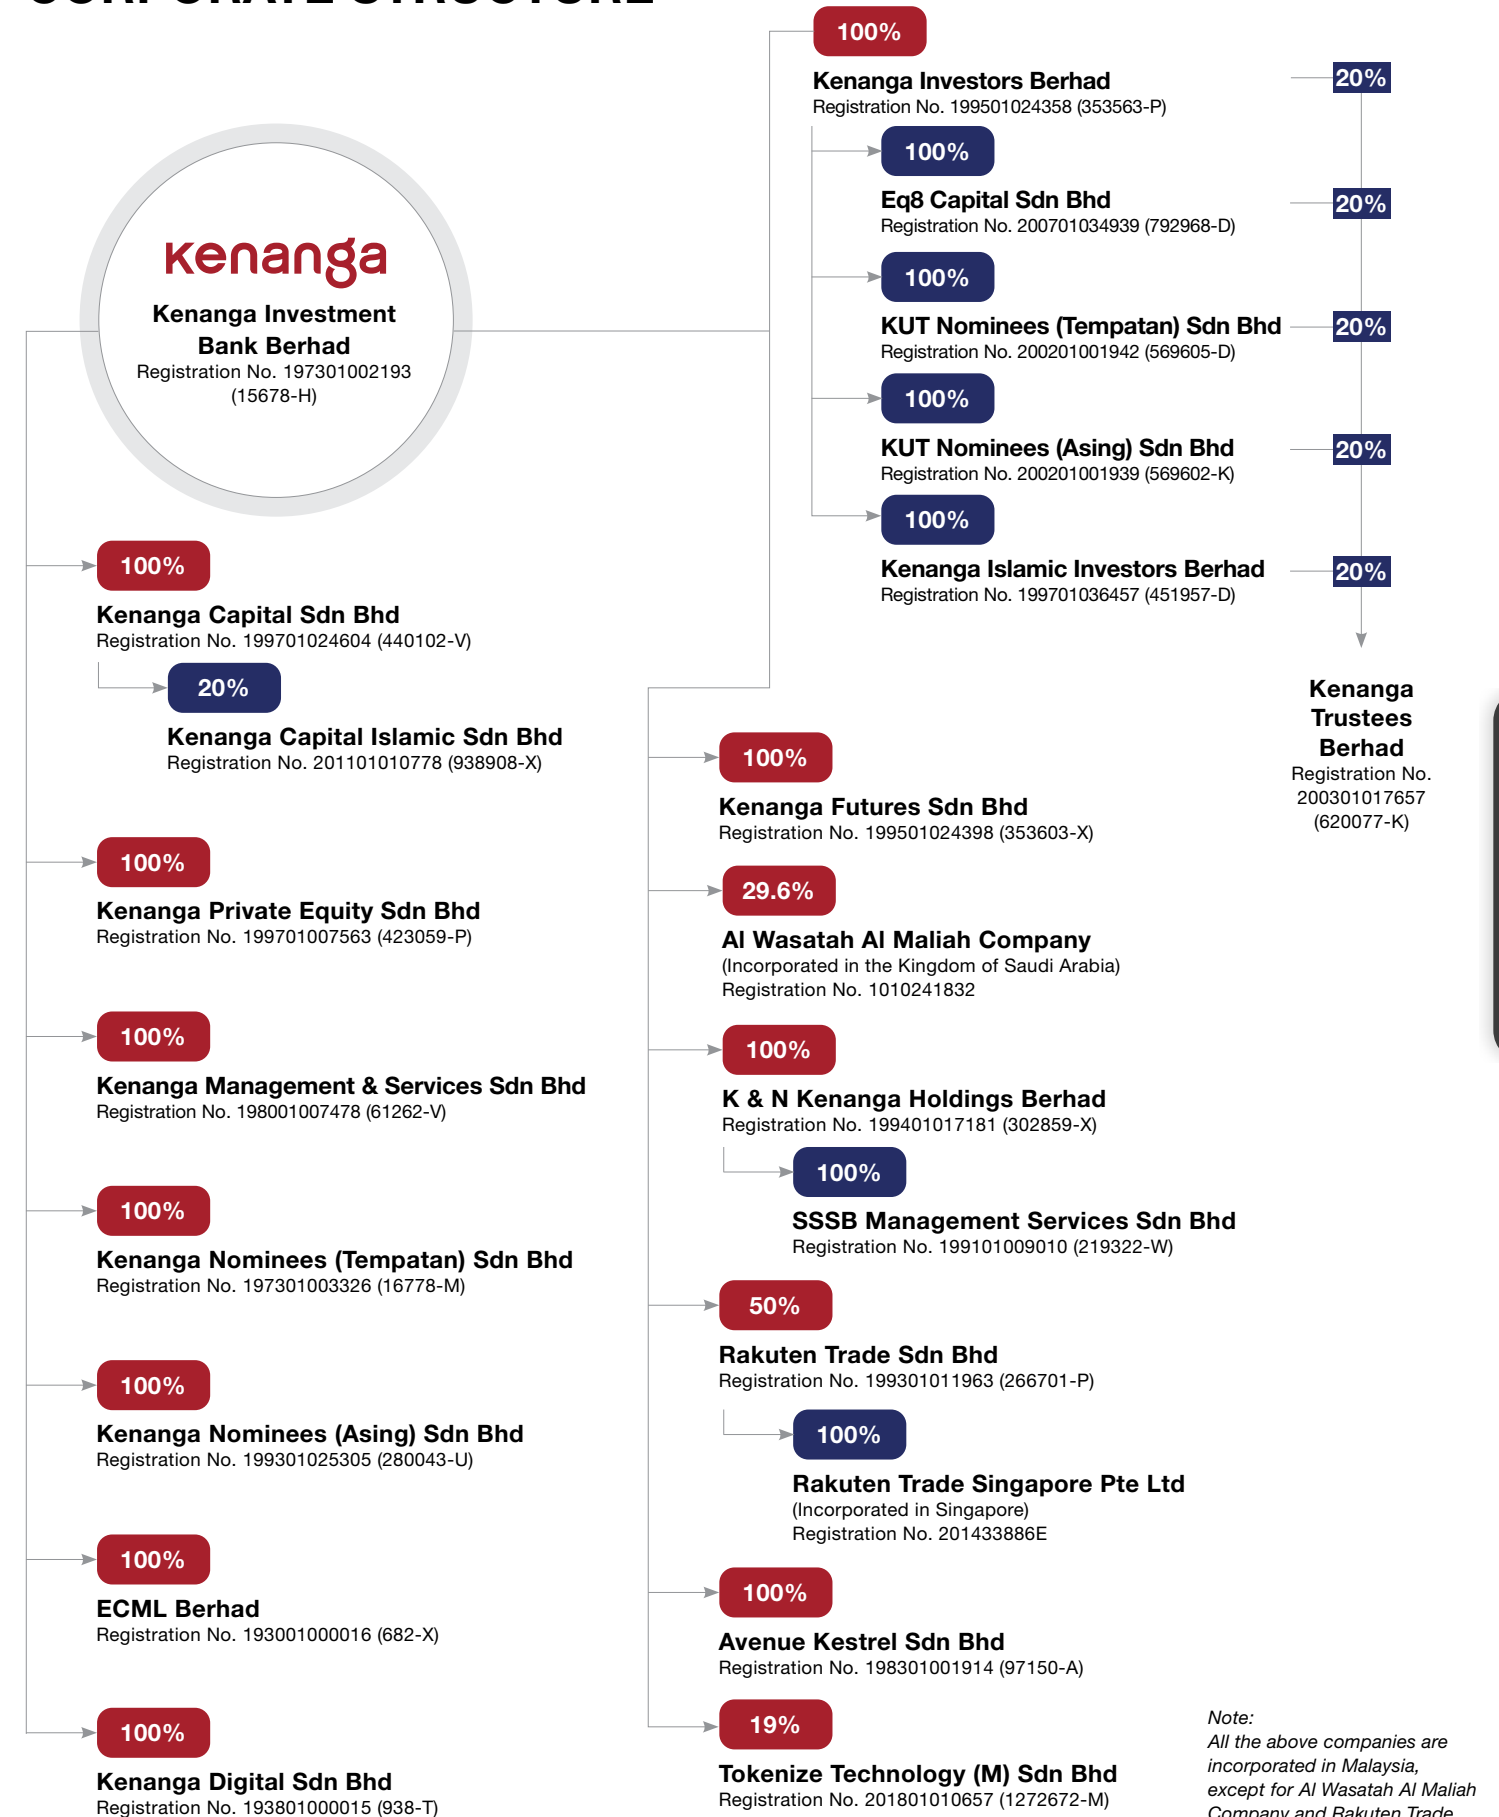 CORPORATE STRUCTURE
kenanga
Kenanga Investment
Bank Berhad
Registration No. 197301002193
(15678-H)
100%
Kenanga Capital Sdn Bhd
Registration No. 199701024604 (440102-V)
20%
Kenanga Capital Islamic Sdn Bhd
Registration No. 201101010778 (938908-X)
100%
Kenanga Private Equity Sdn Bhd
Registration No. 199701007563 (423059-P)
100%
Kenanga Management & Services Sdn Bhd
Registration No. 198001007478 (61262-V)
100%
Kenanga Nominees (Tempatan) Sdn Bhd
Registration No. 197301003326 (16778-M)
100%
Kenanga Nominees (Asing) Sdn Bhd
Registration No. 199301025305 (280043-U)
100%
ECML Berhad
Registration No. 193001000016 (682-X)
100%
Kenanga Digital Sdn Bhd
Registration No. 193801000015 (938-T)
100%
Kenanga Investors Berhad
Registration No. 199501024358 (353563-P)
100%
Eq8 Capital Sdn Bhd
Registration No. 200701034939 (792968-D)
100%
KUT Nominees (Tempatan) Sdn Bhd
Registration No. 200201001942 (569605-D)
100%
KUT Nominees (Asing) Sdn Bhd
Registration No. 200201001939 (569602-K)
100%
Kenanga Islamic Investors Berhad
Registration No. 199701036457 (451957-D)
20%
20%
20%
20%
20%
Kenanga
Trustees
Berhad
Registration No.
200301017657
(620077-K)
100%
Kenanga Futures Sdn Bhd
Registration No. 199501024398 (353603-X)
29.6%
Al Wasatah Al Maliah Company
(Incorporated in the Kingdom of Saudi Arabia)
Registration No. 1010241832
100%
K & N Kenanga Holdings Berhad
Registration No. 199401017181 (302859-X)
100%
SSSB Management Services Sdn Bhd
Registration No. 199101009010 (219322-W)
50%
Rakuten Trade Sdn Bhd
Registration No. 199301011963 (266701-P)
100%
Rakuten Trade Singapore Pte Ltd
(Incorporated in Singapore)
Registration No. 201433886E
100%
Avenue Kestrel Sdn Bhd
Registration No. 198301001914 (97150-A)
19%
Tokenize Technology (M) Sdn Bhd
Registration No. 201801010657 (1272672-M)
Note:
All the above companies are
incorporated in Malaysia,
except for Al Wasatah Al Maliah
Company and Rakuten Trade